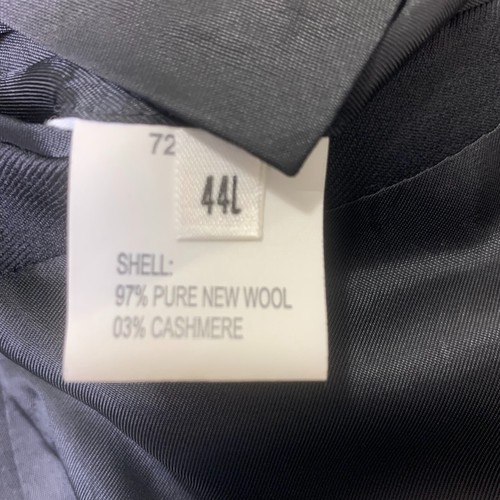 72
44L
SHELL:
97% PURE NEW WOOL
03% CASHMERE